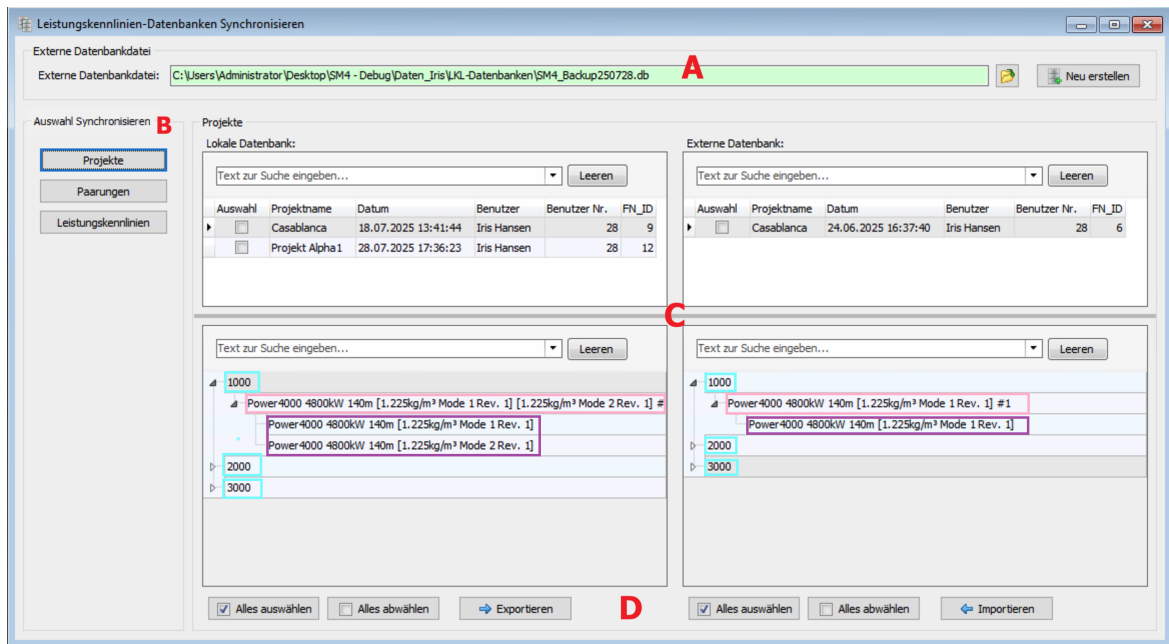 Leistungskennlinien-Datenbanken Synchronisieren
Externe Datenbankdatei
Externe Datenbankdatei: C:\Users\Administrator\Desktop\SM4 - Debug\Daten_Iris\LKL-Datenbanken\SM4_Backup250728.db A Neu erstellen
Auswahl Synchronisieren B
Projekte
Paarungen
Leistungskennlinien
Projekte
Lokale Datenbank:
Text zur Suche eingeben... Leeren
Auswahl Projektname Datum Benutzer Benutzer Nr. FN_ID
Casablanca 18.07.2025 13:41:44 Iris Hansen 28 9
Projekt Alpha1 28.07.2025 17:36:23 Iris Hansen 28 12
Externe Datenbank:
Text zur Suche eingeben... Leeren
Auswahl Projektname Datum Benutzer Benutzer Nr. FN_ID
Casablanca 24.06.2025 16:37:40 Iris Hansen 28 6
C
Text zur Suche eingeben... Leeren
1000
Power4000 4800kW 140m [1.225kg/m³ Mode 1 Rev. 1] [1.225kg/m³ Mode 2 Rev. 1] #
Power4000 4800kW 140m [1.225kg/m³ Mode 1 Rev. 1]
Power4000 4800kW 140m [1.225kg/m³ Mode 2 Rev. 1]
2000
3000
Text zur Suche eingeben... Leeren
1000
Power4000 4800kW 140m [1.225kg/m³ Mode 1 Rev. 1] #1
Power4000 4800kW 140m [1.225kg/m³ Mode 1 Rev. 1]
2000
3000
Alles auswählen Alles abwählen Exportieren D Alles auswählen Alles abwählen Importieren